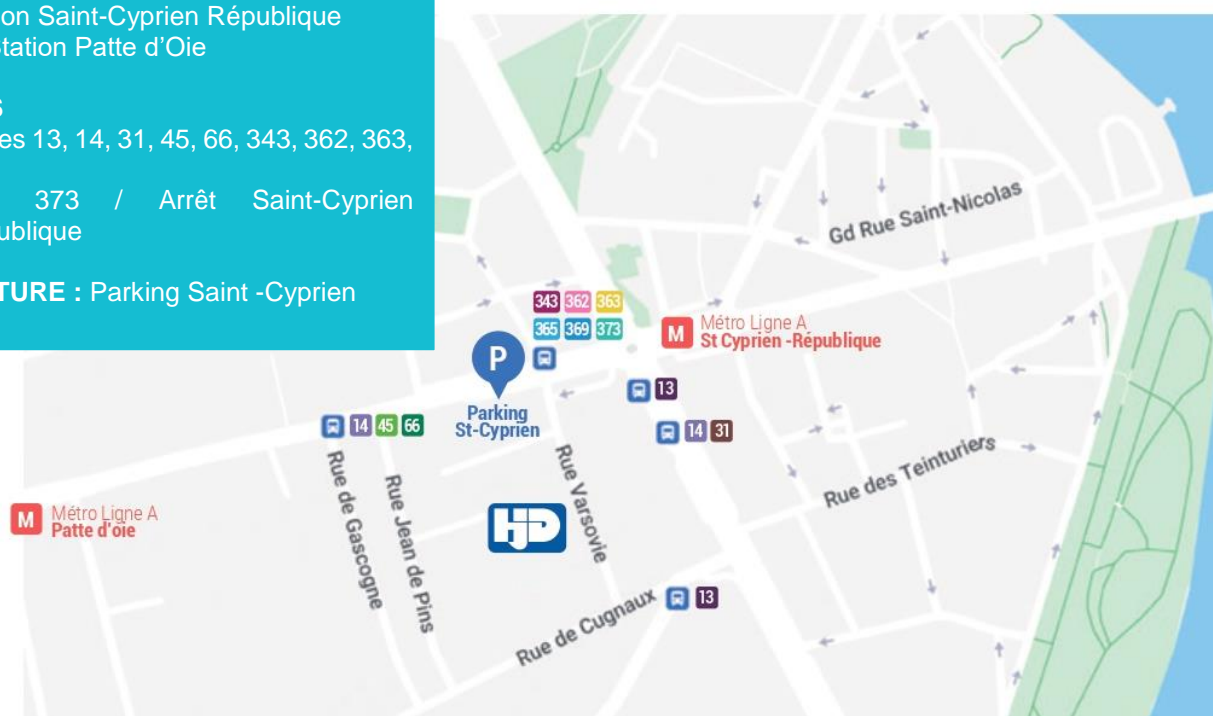 on Saint-Cyprien République
Station Patte d'Oie
S
es 13, 14, 31, 45, 66, 343, 362, 363,
373 / Arrêt Saint-Cyprien
ublique
TURE : Parking Saint -Cyprien
Gd Rue Saint-Nicolas
343 362 363
365 369 373
M Métro Ligne A
St Cyprien -République
P
Parking
St-Cyprien
13
14 45 66
14 31
Rue de Gascogne
Rue Jean de Pins
Rue Varsovie
Rue des Teinturiers
M Métro Ligne A
Patte d'oie
HJD
13
Rue de Cugnaux